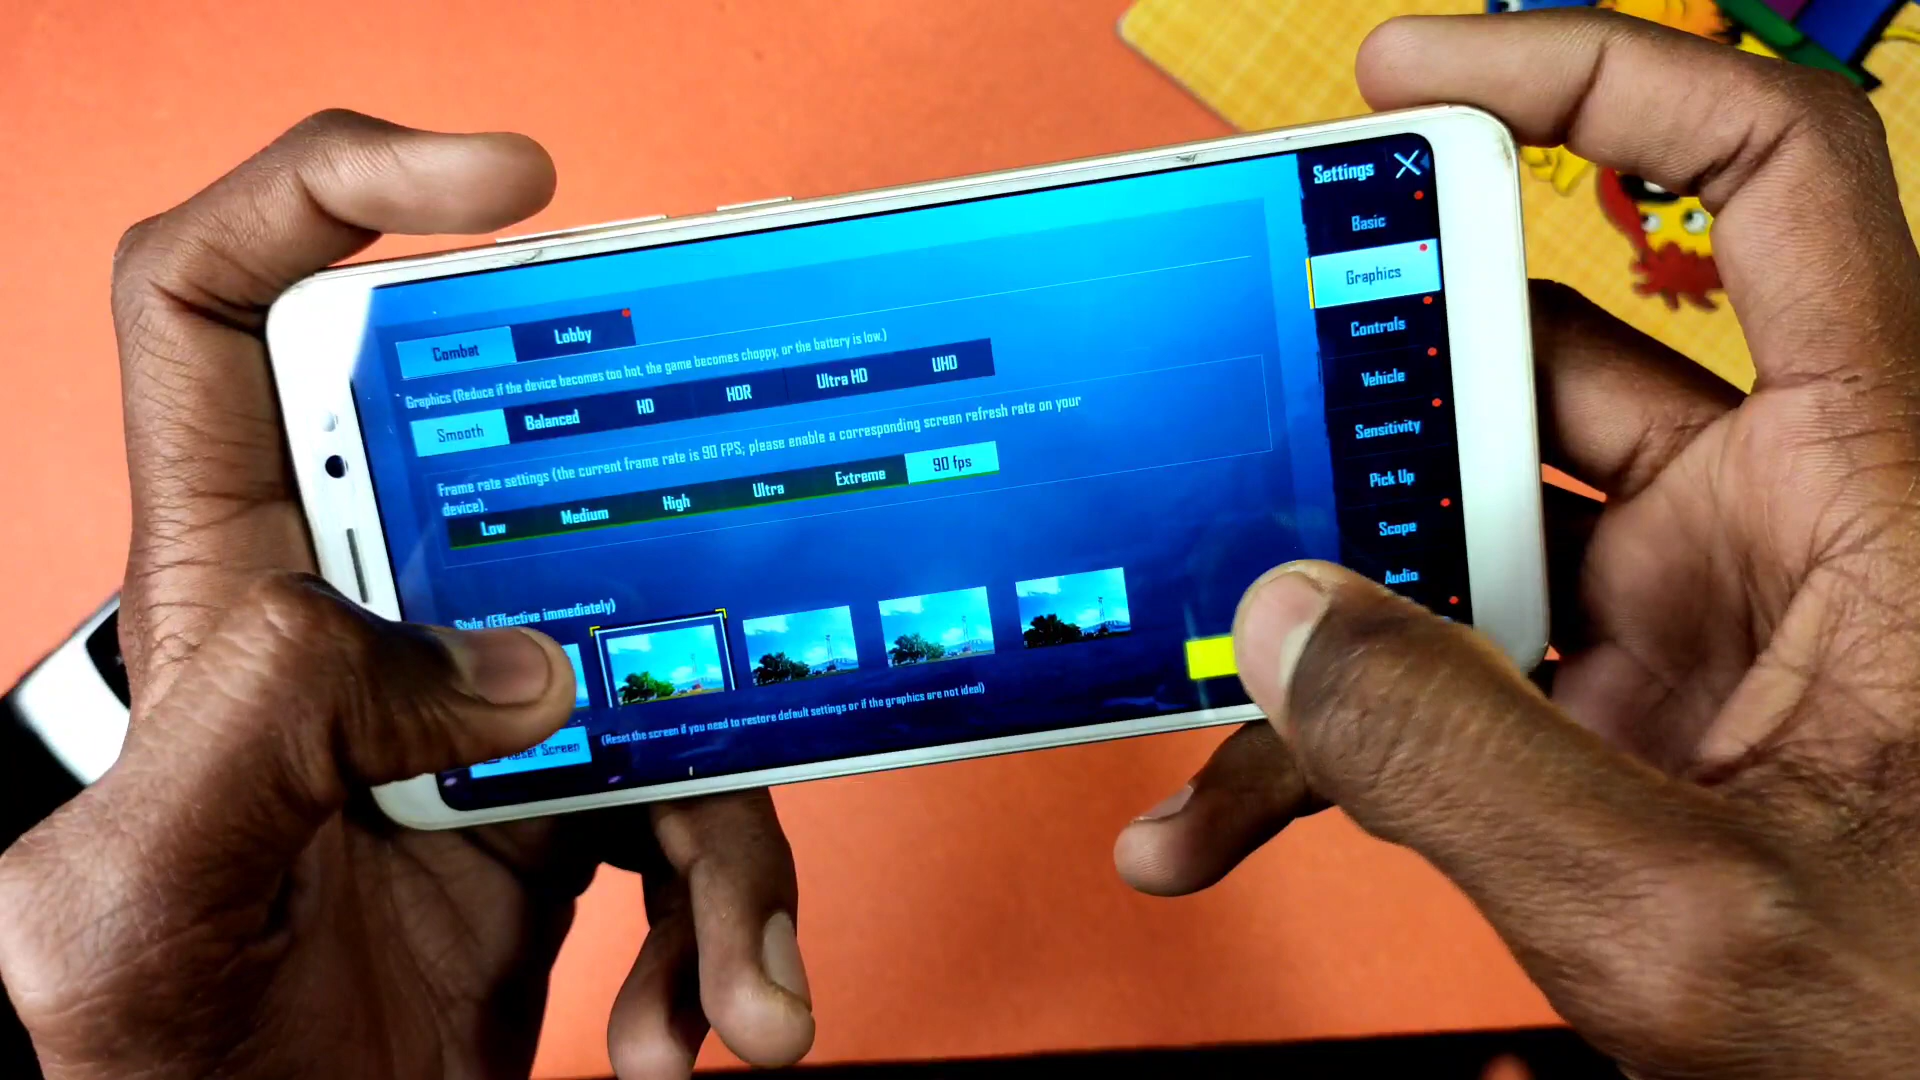 Settings
Basic
Graphics
Controls
Vehicle
Sensitivity
Pick Up
Scope
Audio
Combat Lobby
Graphics (Reduce if the device becomes too hot, the game becomes choppy, or the battery is low.)
Smooth Balanced HD HDR Ultra HD UHD
Frame rate settings (the current frame rate is 90 FPS; please enable a corresponding screen refresh rate on your
device).
Low Medium High Ultra Extreme 90 fps
Style (Effective immediately)
Reset Screen (Reset the screen if you need to restore default settings or if the graphics are not ideal)